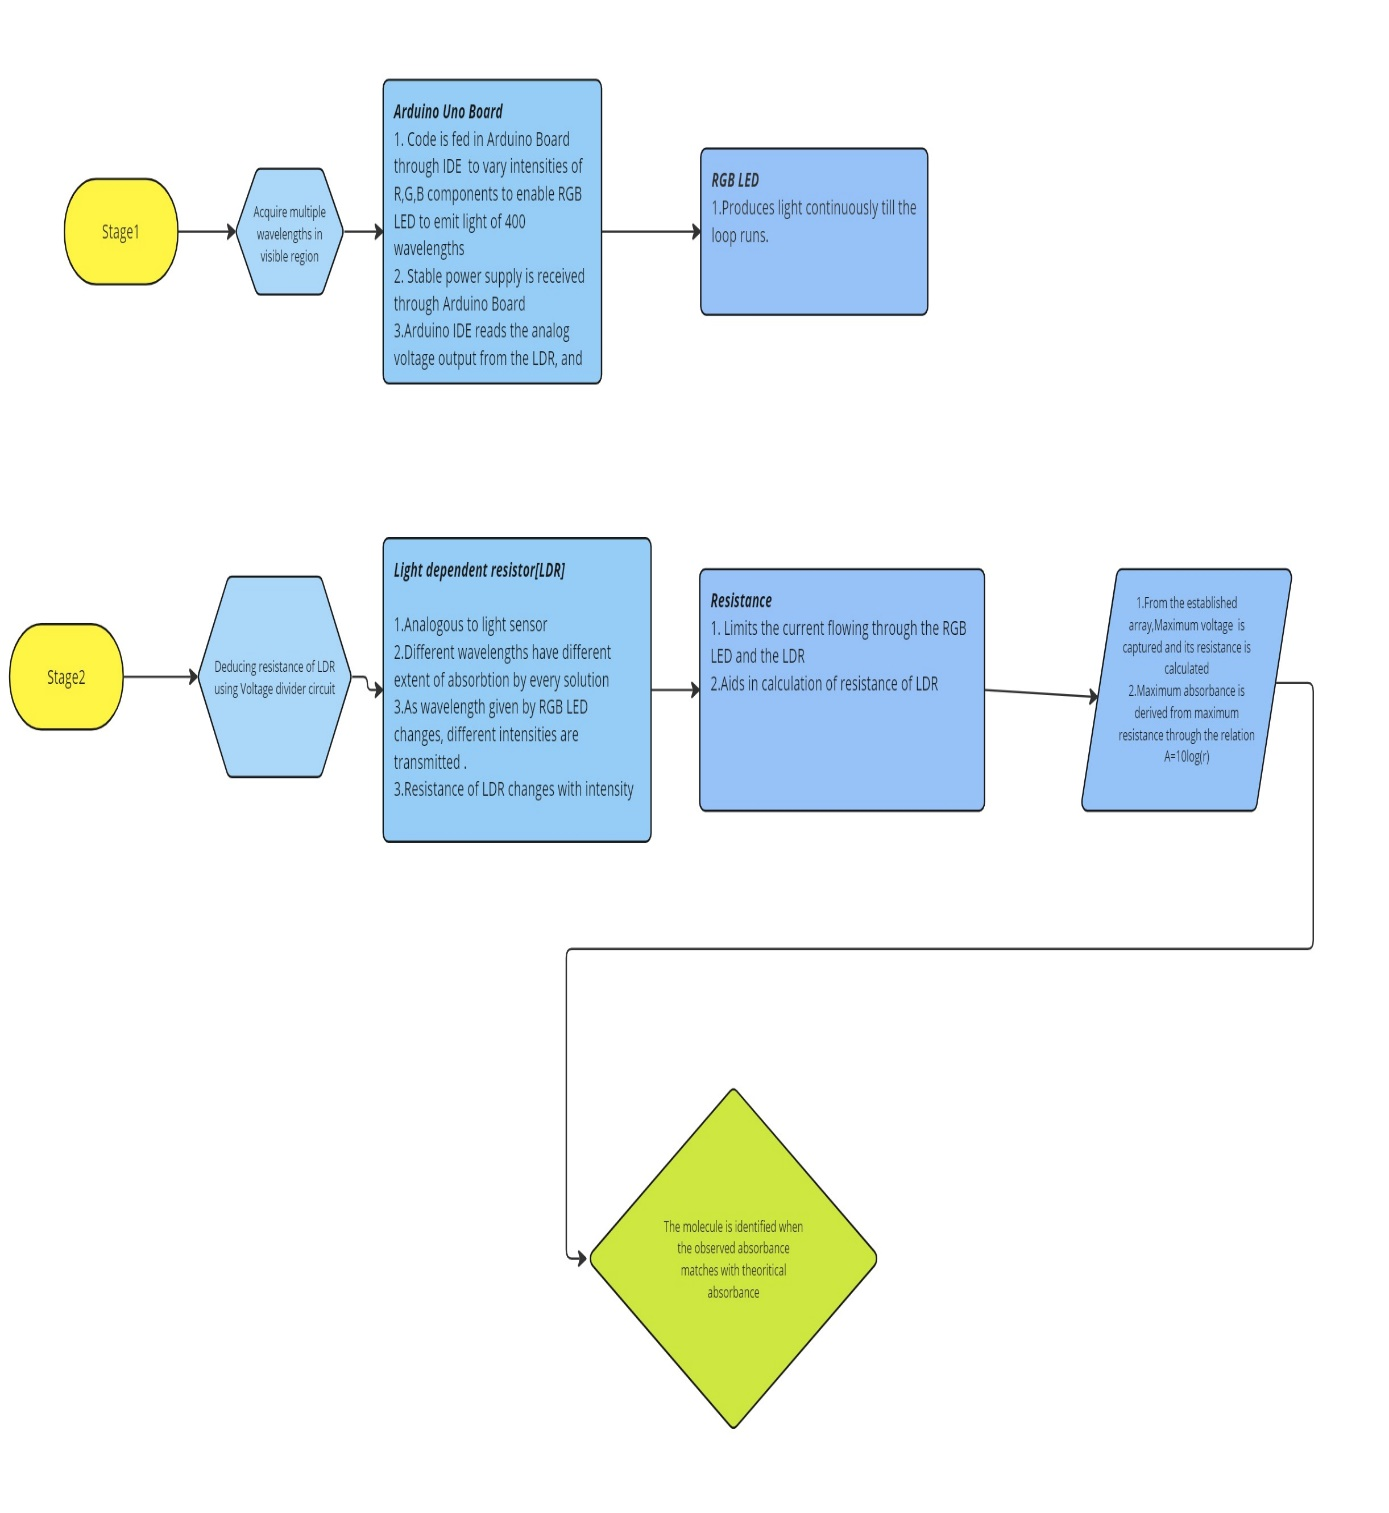 Stage1
Acquire multiple
wavelengths in
visible region
Arduino Uno Board
1. Code is fed in Arduino Board
through IDE  to vary intensities of
R,G,B components to enable RGB
LED to emit light of 400
wavelengths
2. Stable power supply is received
through Arduino Board
3.Arduino IDE reads the analog
voltage output from the LDR, and
RGB LED
1.Produces light continuously till the
loop runs.
Stage2
Deducing resistance of LDR
using Voltage divider circuit
Light dependent resistor[LDR]
1.Analogous to light sensor
2.Different wavelengths have different
extent of absorbtion by every solution
3.As wavelength given by RGB LED
changes, different intensities are
transmitted .
3.Resistance of LDR changes with intensity
Resistance
1. Limits the current flowing through the RGB
LED and the LDR
2.Aids in calculation of resistance of LDR
1.From the established
array,Maximum voltage  is
captured and its resistance is
calculated
2.Maximum absorbance is
derived from maximum
resistance through the relation
A=10log(r)
The molecule is identified when
the observed absorbance
matches with theoritical
absorbance